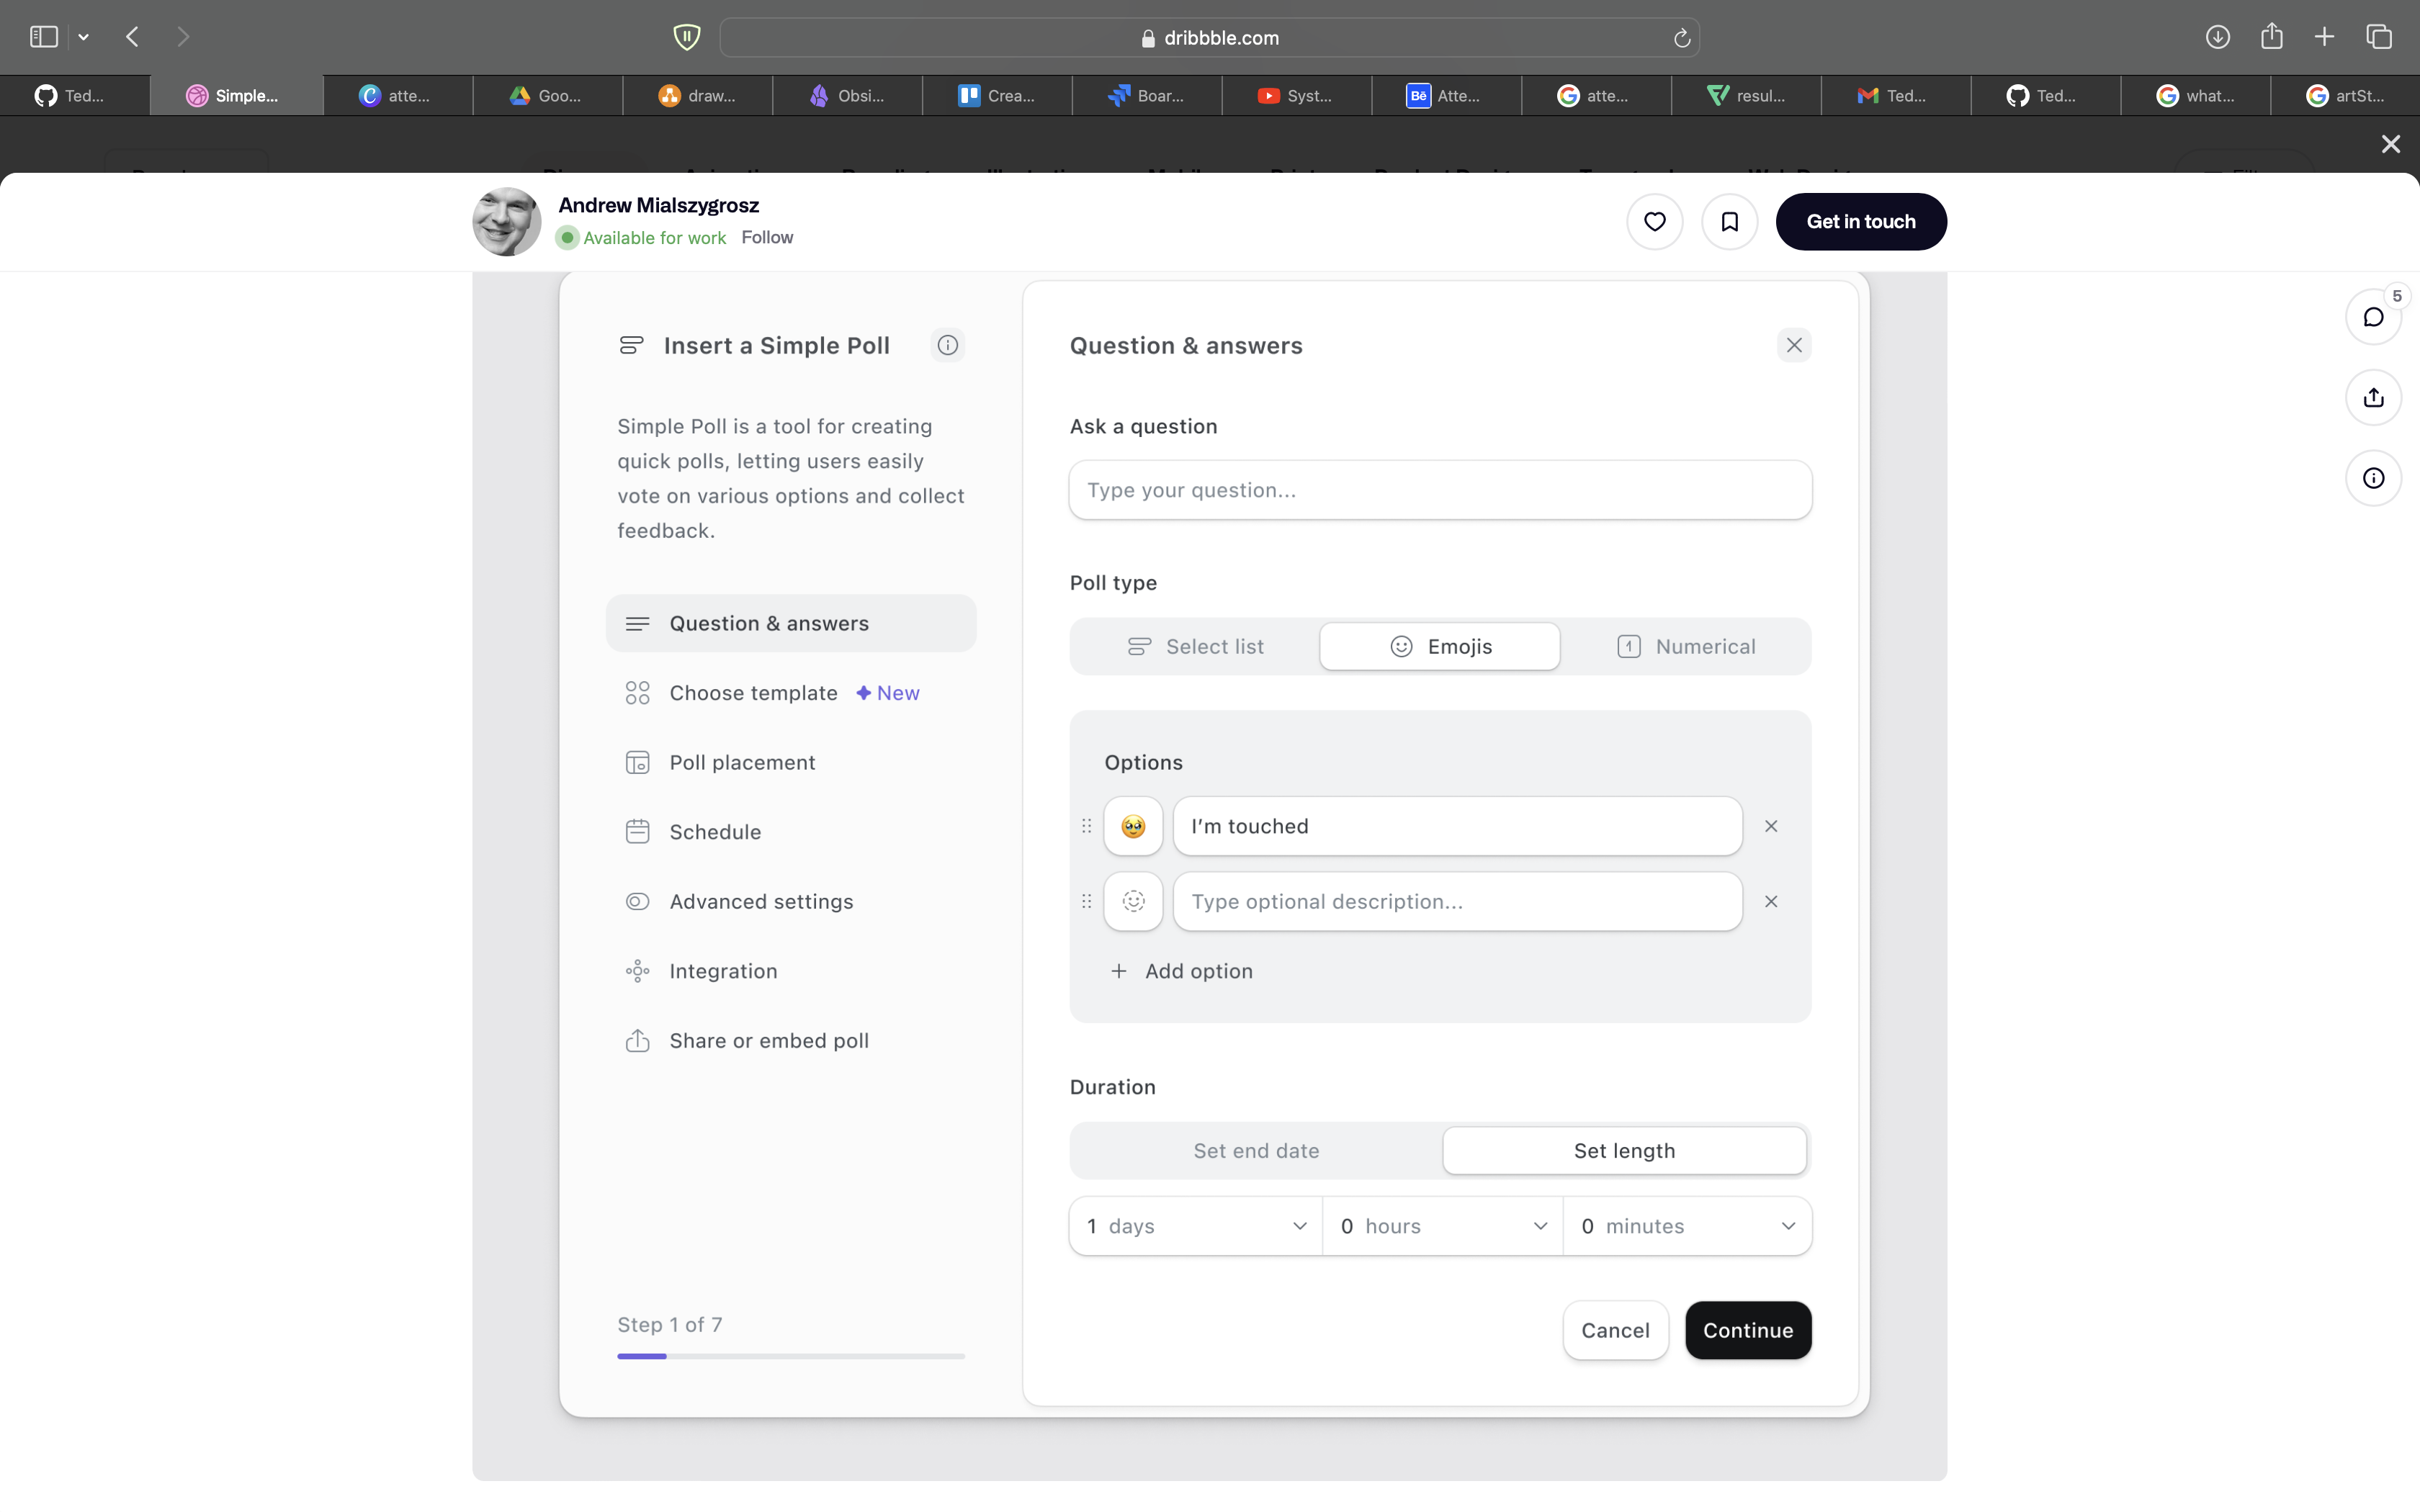 dribbble.com
Ted...
Simple...
atte...
Goo...
draw...
Obsi...
Crea...
Boar...
Syst...
Bē
Atte...
atte...
resul...
Ted...
Ted...
what...
artSt...
Andrew Mialszygrosz
Available for work Follow
Get in touch
5
Insert a Simple Poll
Simple Poll is a tool for creating
quick polls, letting users easily
vote on various options and collect
feedback.
Question & answers
Choose template New
Poll placement
Schedule
Advanced settings
Integration
Share or embed poll
Step 1 of 7
Question & answers
Ask a question
Type your question...
Poll type
Select list
Emojis
1 Numerical
Options
I’m touched
Type optional description...
Add option
Duration
Set end date
Set length
1 days
0 hours
0 minutes
Cancel
Continue